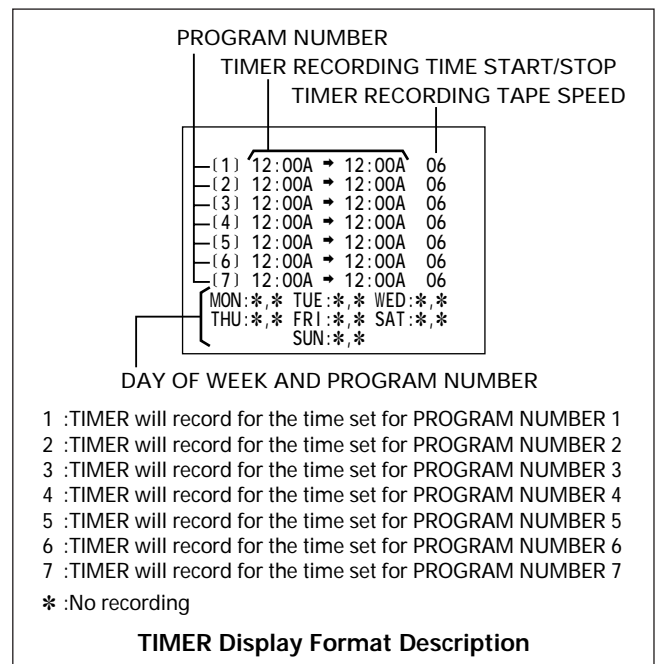 PROGRAM NUMBER
TIMER RECORDING TIME START/STOP
TIMER RECORDING TAPE SPEED
(1) 12:00A ➡ 12:00A 06
(2) 12:00A ➡ 12:00A 06
(3) 12:00A ➡ 12:00A 06
(4) 12:00A ➡ 12:00A 06
(5) 12:00A ➡ 12:00A 06
(6) 12:00A ➡ 12:00A 06
(7) 12:00A ➡ 12:00A 06
MON:✽,✽ TUE:✽,✽ WED:✽,✽
THU:✽,✽ FRI:✽,✽ SAT:✽,✽
SUN:✽,✽
DAY OF WEEK AND PROGRAM NUMBER
1 :TIMER will record for the time set for PROGRAM NUMBER 1
2 :TIMER will record for the time set for PROGRAM NUMBER 2
3 :TIMER will record for the time set for PROGRAM NUMBER 3
4 :TIMER will record for the time set for PROGRAM NUMBER 4
5 :TIMER will record for the time set for PROGRAM NUMBER 5
6 :TIMER will record for the time set for PROGRAM NUMBER 6
7 :TIMER will record for the time set for PROGRAM NUMBER 7
✽ :No recording
TIMER Display Format Description